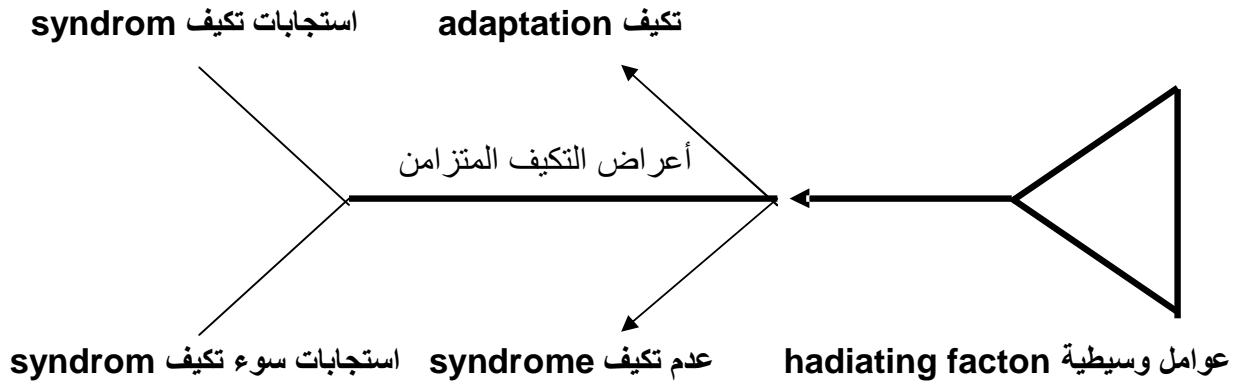 استجابات تكيف syndrom
تكيف adaptation
أعراض التكيف المتزامن
استجابات سوء تكيف syndrom
عدم تكيف syndrome
عوامل وسيطية hadiating facton